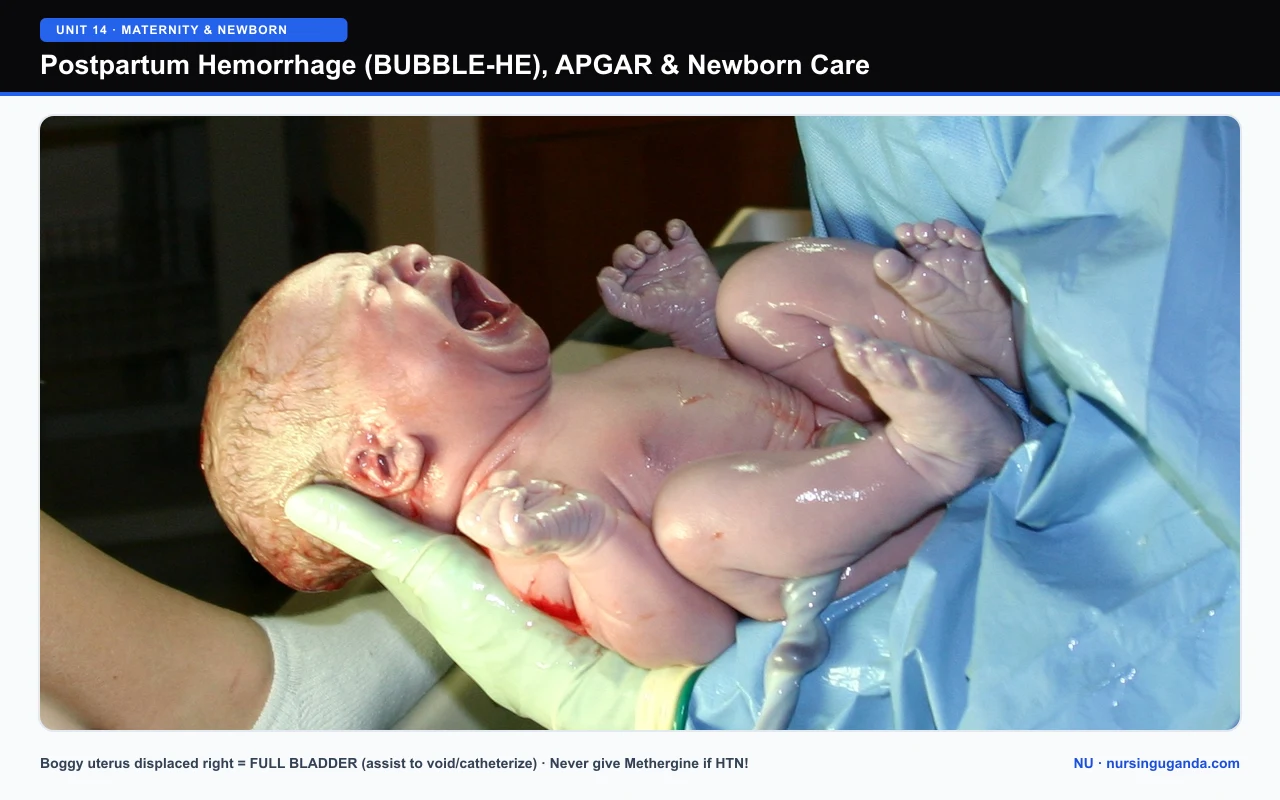 UNIT 14 · MATERNITY & NEWBORN
Postpartum Hemorrhage (BUBBLE-HE), APGAR & Newborn Care
Boggy uterus displaced right = FULL BLADDER (assist to void/catheterize) · Never give Methergine if HTN!
NU · nursinguganda.com